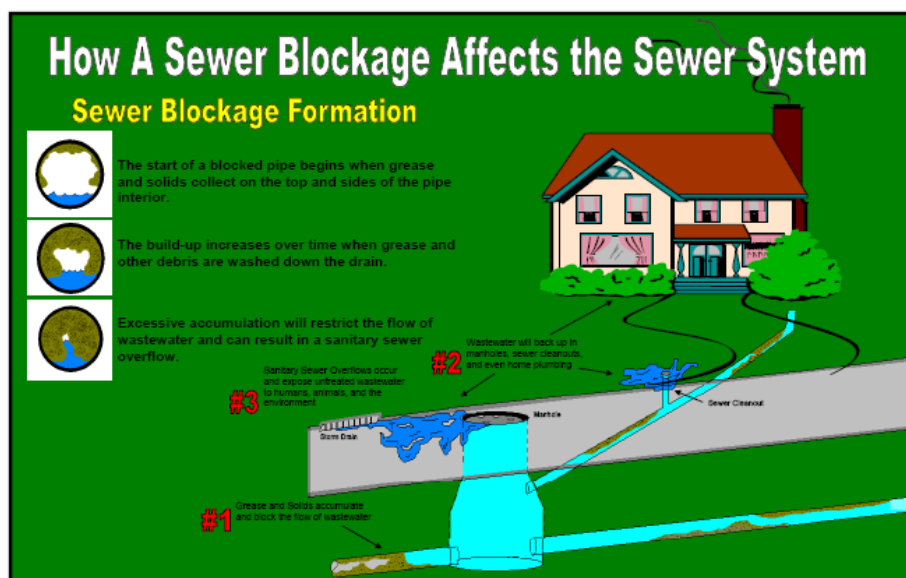 How A Sewer Blockage Affects the Sewer System
Sewer Blockage Formation
The start of a blocked pipe begins when grease
and solids collect on the top and sides of the pipe
interior.
The build-up increases over time when grease and
other debris are washed down the drain.
Excessive accumulation will restrict the flow of
wastewater and can result in a sanitary sewer
overflow.
#2
Wastewater will back up in
manholes, sewer cleanouts,
and even home plumbing
#3
Sanitary Sewer Overflows occur
and expose untreated wastewater
to humans, animals, and the
environment
Sewer Cleanout
Manhole
Storm Drain
#1
Grease and Solids accumulate
and block the flow of wastewater